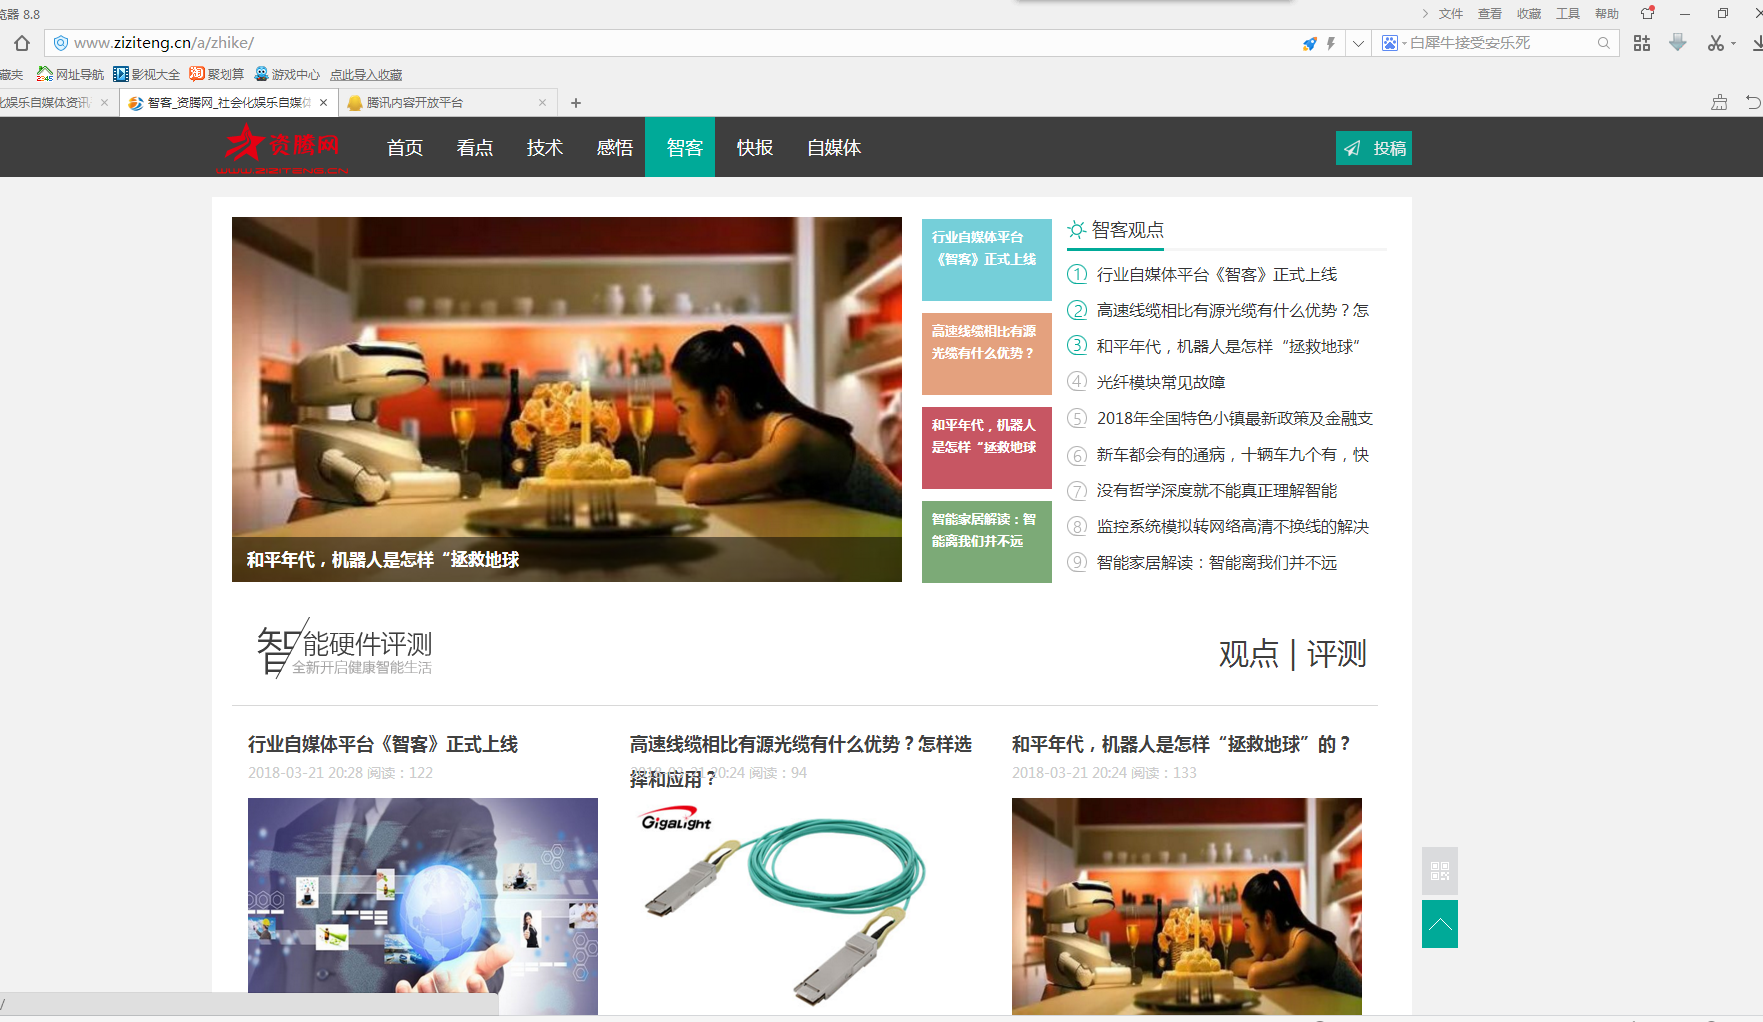 览器 8.8
文件 查看 收藏 工具 帮助
www.ziziteng.cn/a/zhike/
白犀牛接受安乐死
藏夹 网址导航 影视大全 聚划算 游戏中心 点此导入收藏
化娱乐自媒体资讯
智客_资腾网_社会化娱乐自媒体
腾讯内容开放平台
资腾网
WWW.ZIZITENG.CN
首页 看点 技术 感悟 智客 快报 自媒体
投稿
和平年代，机器人是怎样“拯救地球
行业自媒体平台
《智客》正式上线
高速线缆相比有源
光缆有什么优势？
和平年代，机器人
是怎样“拯救地球
智能家居解读：智
能离我们并不远
智客观点
1 行业自媒体平台《智客》正式上线
2 高速线缆相比有源光缆有什么优势？怎
3 和平年代，机器人是怎样“拯救地球”
4 光纤模块常见故障
5 2018年全国特色小镇最新政策及金融支
6 新车都会有的通病，十辆车九个有，快
7 没有哲学深度就不能真正理解智能
8 监控系统模拟转网络高清不换线的解决
9 智能家居解读：智能离我们并不远
智能硬件评测
全新开启健康智能生活
观点 | 评测
行业自媒体平台《智客》正式上线
2018-03-21 20:28 阅读：122
高速线缆相比有源光缆有什么优势？怎样选
择和应用？
2018-03-21 20:24 阅读：94
和平年代，机器人是怎样“拯救地球”的？
2018-03-21 20:24 阅读：133
GIGALIGHT
/